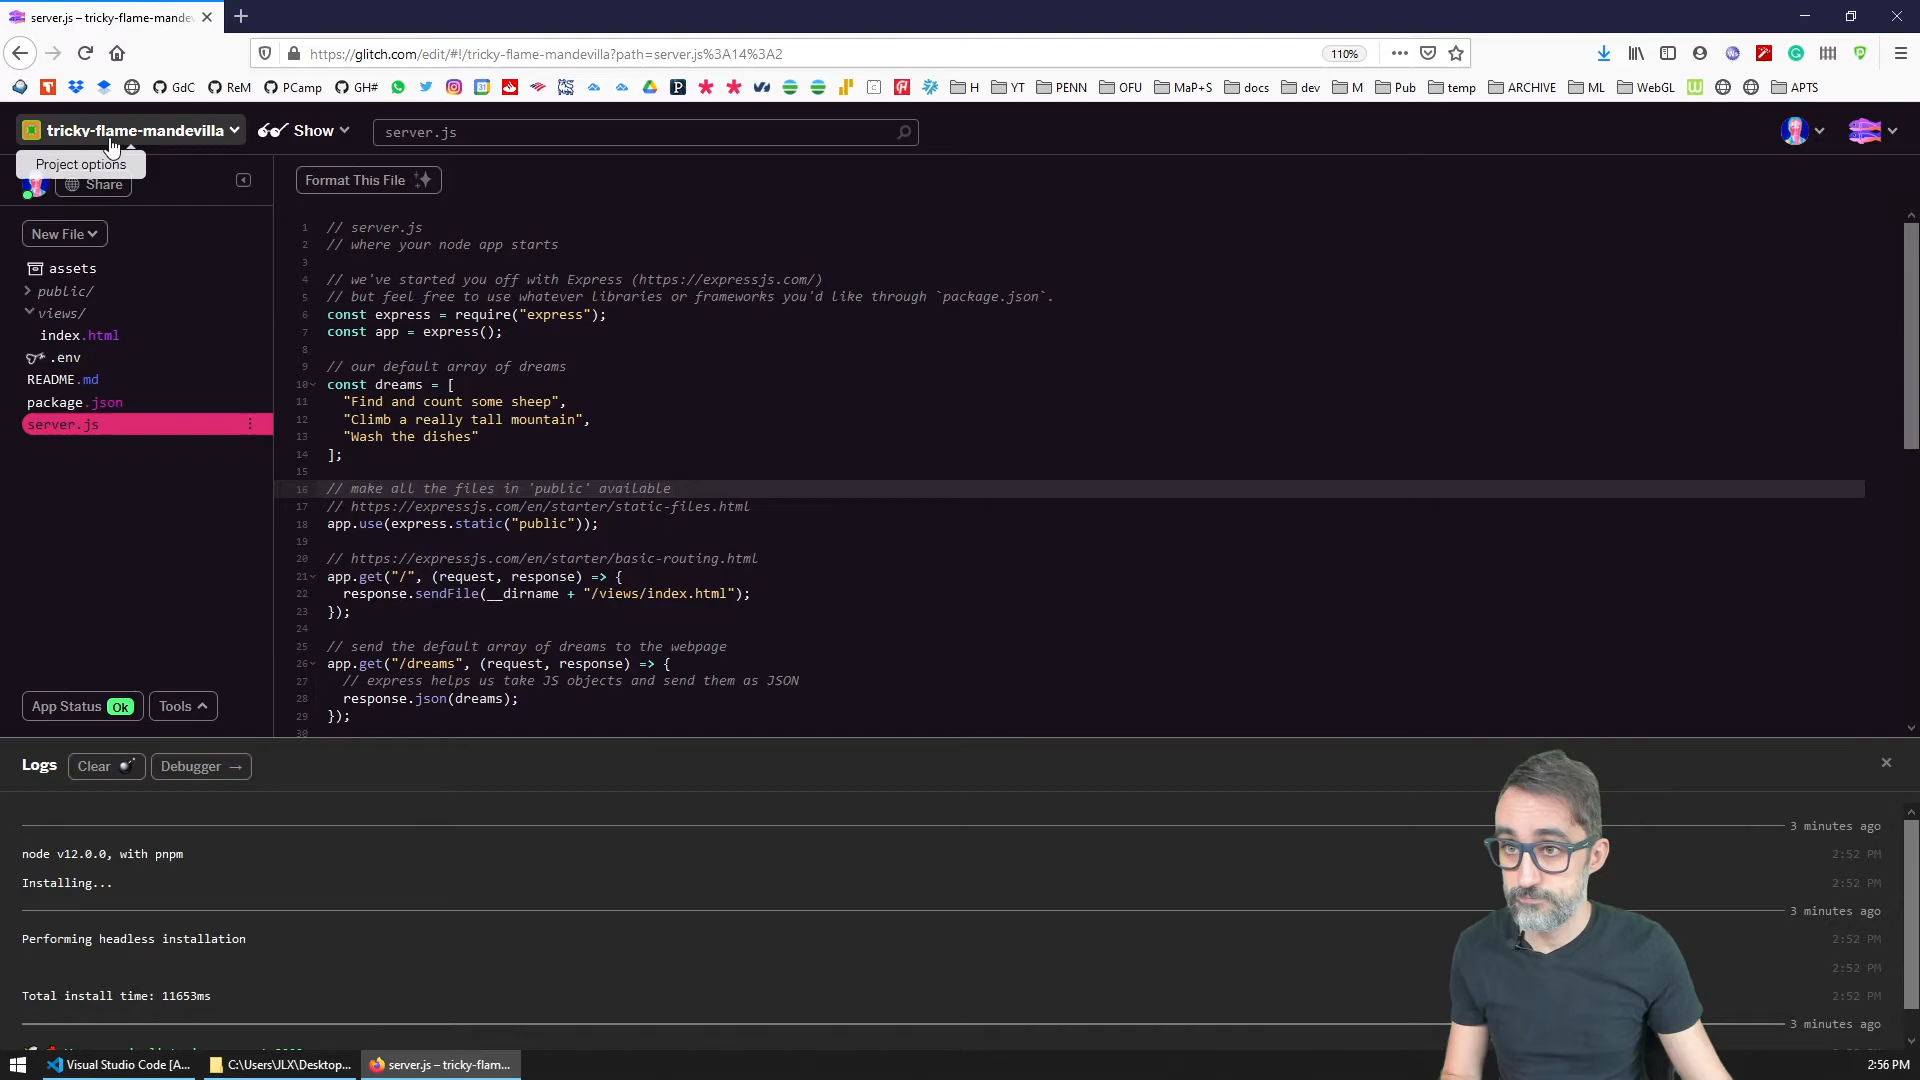 server.js – tricky-flame-mandev
https://glitch.com/edit/#!/tricky-flame-mandevilla?path=server.js%3A14%3A2
110%
GdC
ReM
PCamp
GH#
H
YT
PENN
OFU
MaP+S
docs
dev
M
Pub
temp
ARCHIVE
ML
WebGL
APTS
tricky-flame-mandevilla
Show
server.js
Project options
Share
Format This File
New File
assets
public/
views/
index.html
.env
README.md
package.json
server.js
1 // server.js
2 // where your node app starts
3
4 // we've started you off with Express (https://expressjs.com/)
5 // but feel free to use whatever libraries or frameworks you'd like through `package.json`.
6 const express = require("express");
7 const app = express();
8
9 // our default array of dreams
10 const dreams = [
11 "Find and count some sheep",
12 "Climb a really tall mountain",
13 "Wash the dishes"
14 ];
15
16 // make all the files in 'public' available
17 // https://expressjs.com/en/starter/static-files.html
18 app.use(express.static("public"));
19
20 // https://expressjs.com/en/starter/basic-routing.html
21 app.get("/", (request, response) => {
22 response.sendFile(__dirname + "/views/index.html");
23 });
24
25 // send the default array of dreams to the webpage
26 app.get("/dreams", (request, response) => {
27 // express helps us take JS objects and send them as JSON
28 response.json(dreams);
29 });
30
App Status Ok
Tools
Logs
Clear
Debugger →
3 minutes ago
node v12.0.0, with pnpm 2:52 PM
Installing... 2:52 PM
3 minutes ago
Performing headless installation 2:52 PM
2:52 PM
Total install time: 11653ms 2:52 PM
3 minutes ago
Visual Studio Code [A...
C:\Users\JLX\Desktop...
server.js – tricky-flam...
2:56 PM